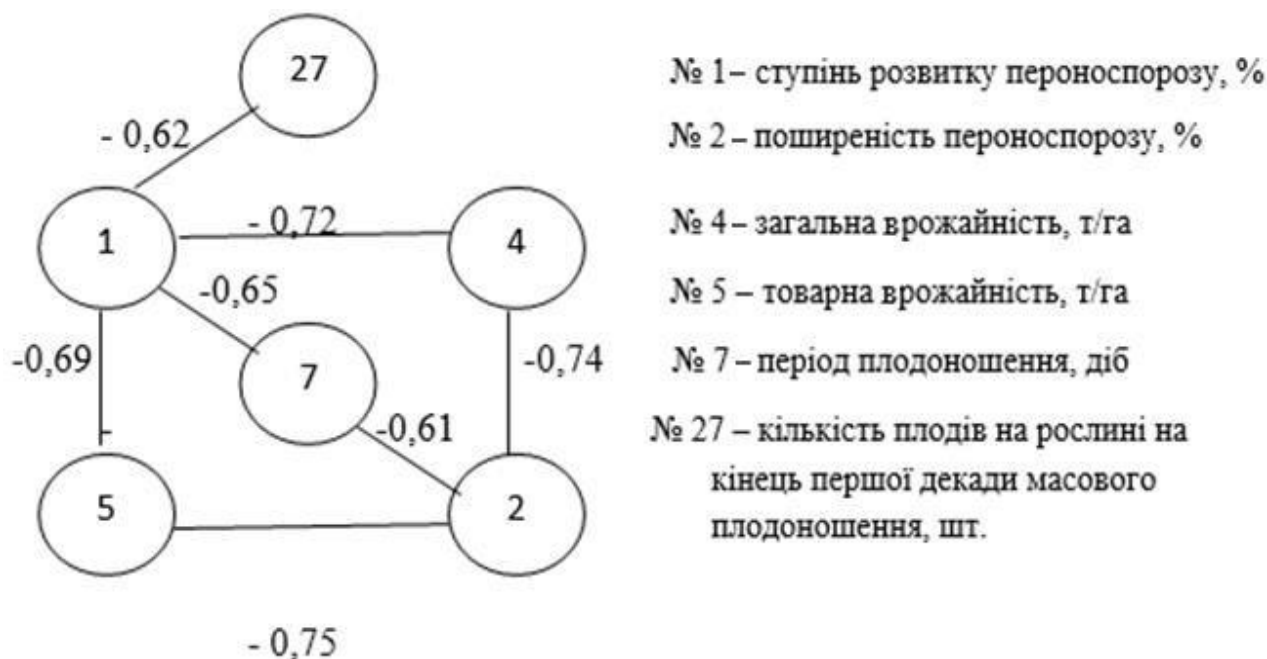 27
- 0,62
1
- 0,72
4
-0,65
-0,69
7
-0,74
-0,61
5
2
- 0,75
№ 1– ступінь розвитку пероноспорозу, %
№ 2 – поширеність пероноспорозу, %
№ 4 – загальна врожайність, т/га
№ 5 – товарна врожайність, т/га
№ 7 – період плодоношення, діб
№ 27 – кількість плодів на рослині на
кінець першої декади масового
плодоношення, шт.